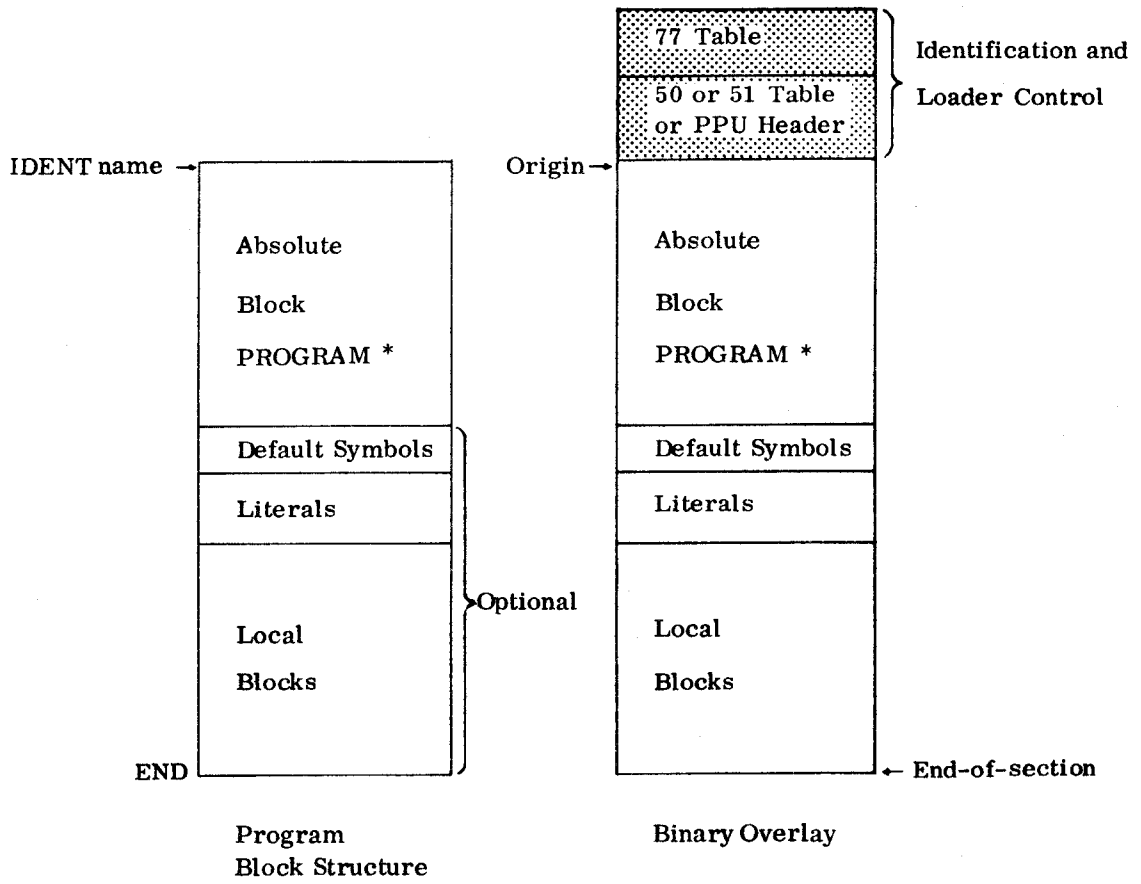 77 Table
50 or 51 Table
or PPU Header
Identification and
Loader Control
IDENT name
Origin
Absolute
Block
PROGRAM *
Default Symbols
Literals
Local
Blocks
Optional
END
Absolute
Block
PROGRAM *
Default Symbols
Literals
Local
Blocks
End-of-section
Program
Block Structure
Binary Overlay